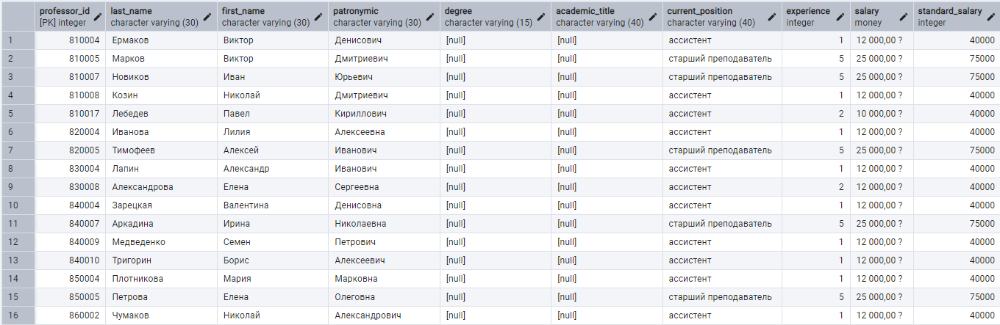 professor_id last_name first_name patronymic degree academic_title current_position experience salary standard_salary
[PK] integer character varying (30) character varying (30) character varying (30) character varying (15) character varying (40) character varying (40) integer money integer
1 810004 Ермаков Виктор Денисович [null] [null] ассистент 1 12 000,00 ? 40000
2 810005 Марков Виктор Дмитриевич [null] [null] старший преподаватель 5 25 000,00 ? 75000
3 810007 Новиков Иван Юрьевич [null] [null] старший преподаватель 5 25 000,00 ? 75000
4 810008 Козин Николай Дмитриевич [null] [null] ассистент 1 12 000,00 ? 40000
5 810017 Лебедев Павел Кириллович [null] [null] ассистент 2 10 000,00 ? 40000
6 820004 Иванова Лилия Алексеевна [null] [null] ассистент 1 12 000,00 ? 40000
7 820005 Тимофеев Алексей Иванович [null] [null] старший преподаватель 5 25 000,00 ? 75000
8 830004 Лапин Александр Иванович [null] [null] ассистент 1 12 000,00 ? 40000
9 830008 Александрова Елена Сергеевна [null] [null] ассистент 2 12 000,00 ? 40000
10 840004 Зарецкая Валентина Денисовна [null] [null] ассистент 1 12 000,00 ? 40000
11 840007 Аркадина Ирина Николаевна [null] [null] старший преподаватель 5 25 000,00 ? 75000
12 840009 Медведенко Семен Петрович [null] [null] ассистент 1 12 000,00 ? 40000
13 840010 Тригорин Борис Алексеевич [null] [null] ассистент 1 12 000,00 ? 40000
14 850004 Плотникова Мария Марковна [null] [null] ассистент 1 12 000,00 ? 40000
15 850005 Петрова Елена Олеговна [null] [null] старший преподаватель 5 25 000,00 ? 75000
16 860002 Чумаков Николай Александрович [null] [null] ассистент 1 12 000,00 ? 40000